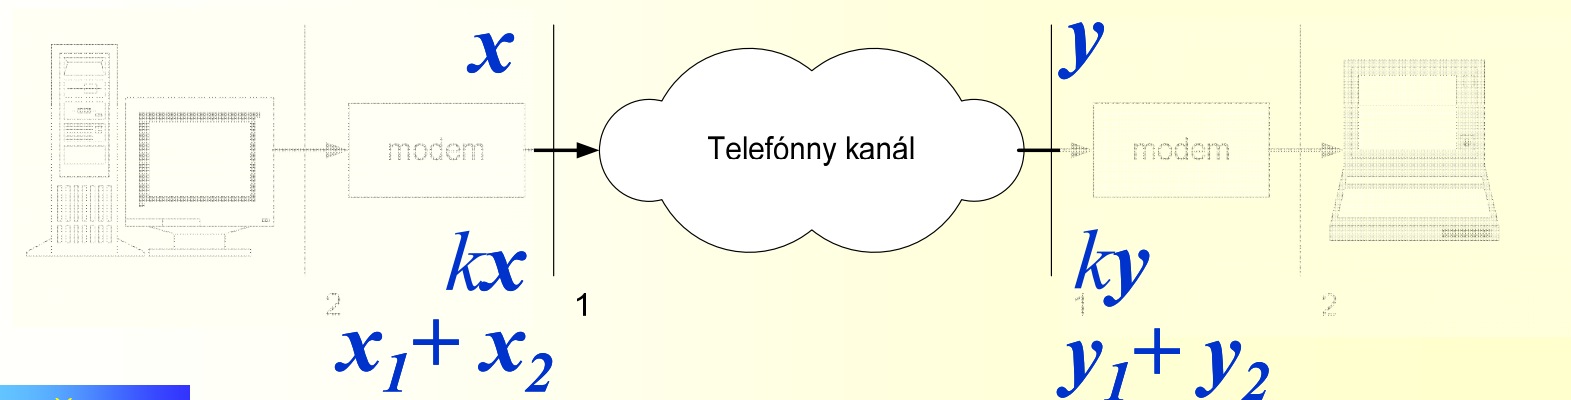 x y
modem Telefónny kanál modem
kx ky
2 1 1 2
x₁+ x₂ y₁+ y₂